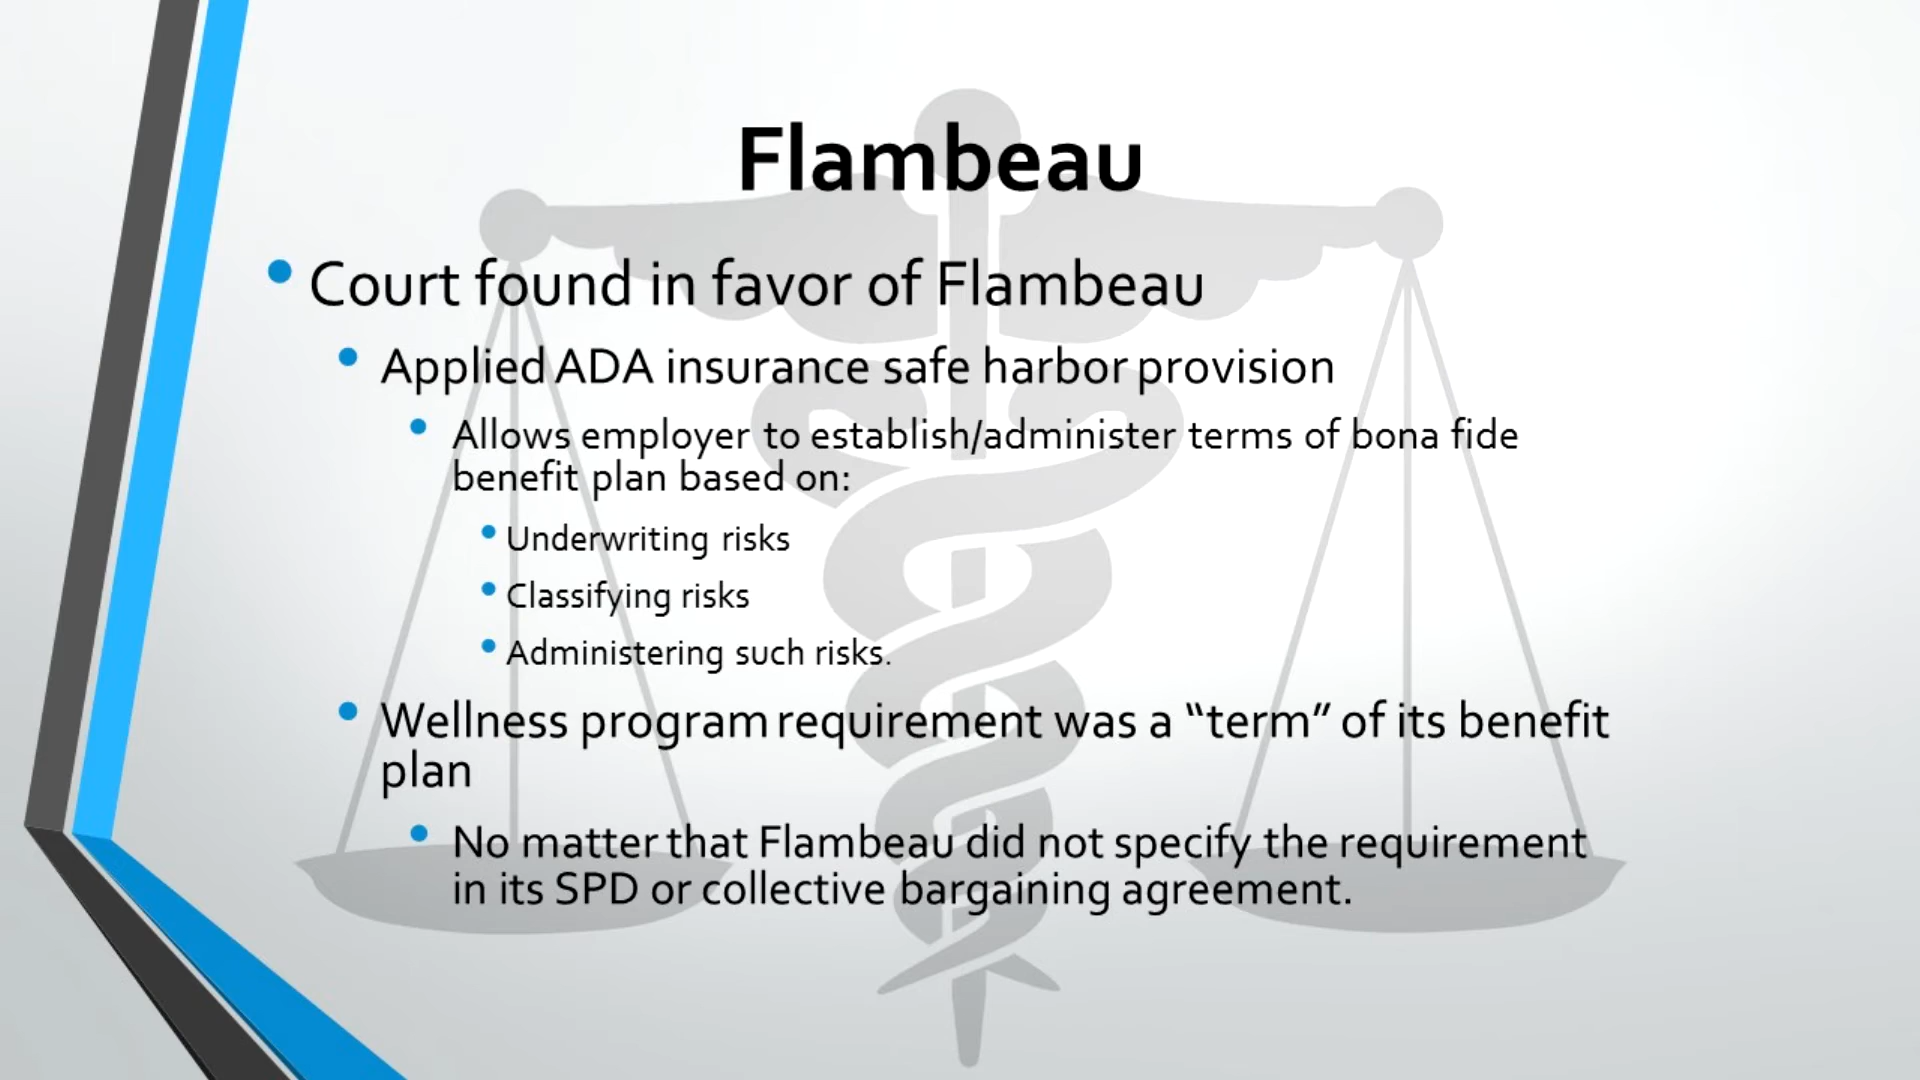 Flambeau
• Court found in favor of Flambeau
• Applied ADA insurance safe harbor provision
• Allows employer to establish/administer terms of bona fide
benefit plan based on:
• Underwriting risks
• Classifying risks
• Administering such risks.
• Wellness program requirement was a “term” of its benefit
plan
• No matter that Flambeau did not specify the requirement
in its SPD or collective bargaining agreement.